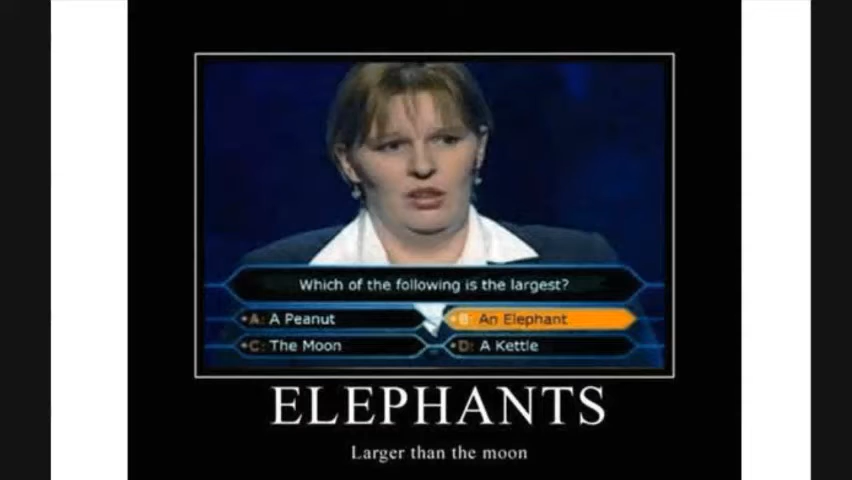 Which of the following is the largest?
A: A Peanut
B: An Elephant
C: The Moon
D: A Kettle
ELEPHANTS
Larger than the moon